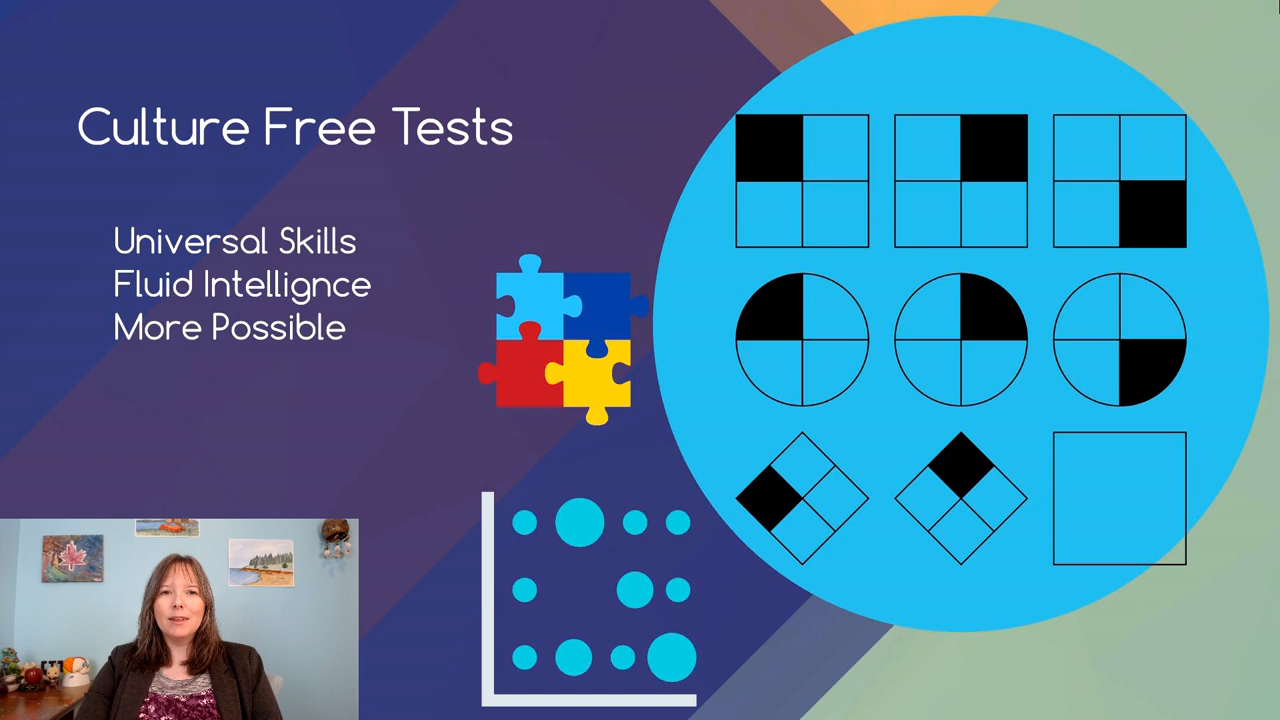 Culture Free Tests
Universal Skills
Fluid Intellignce
More Possible